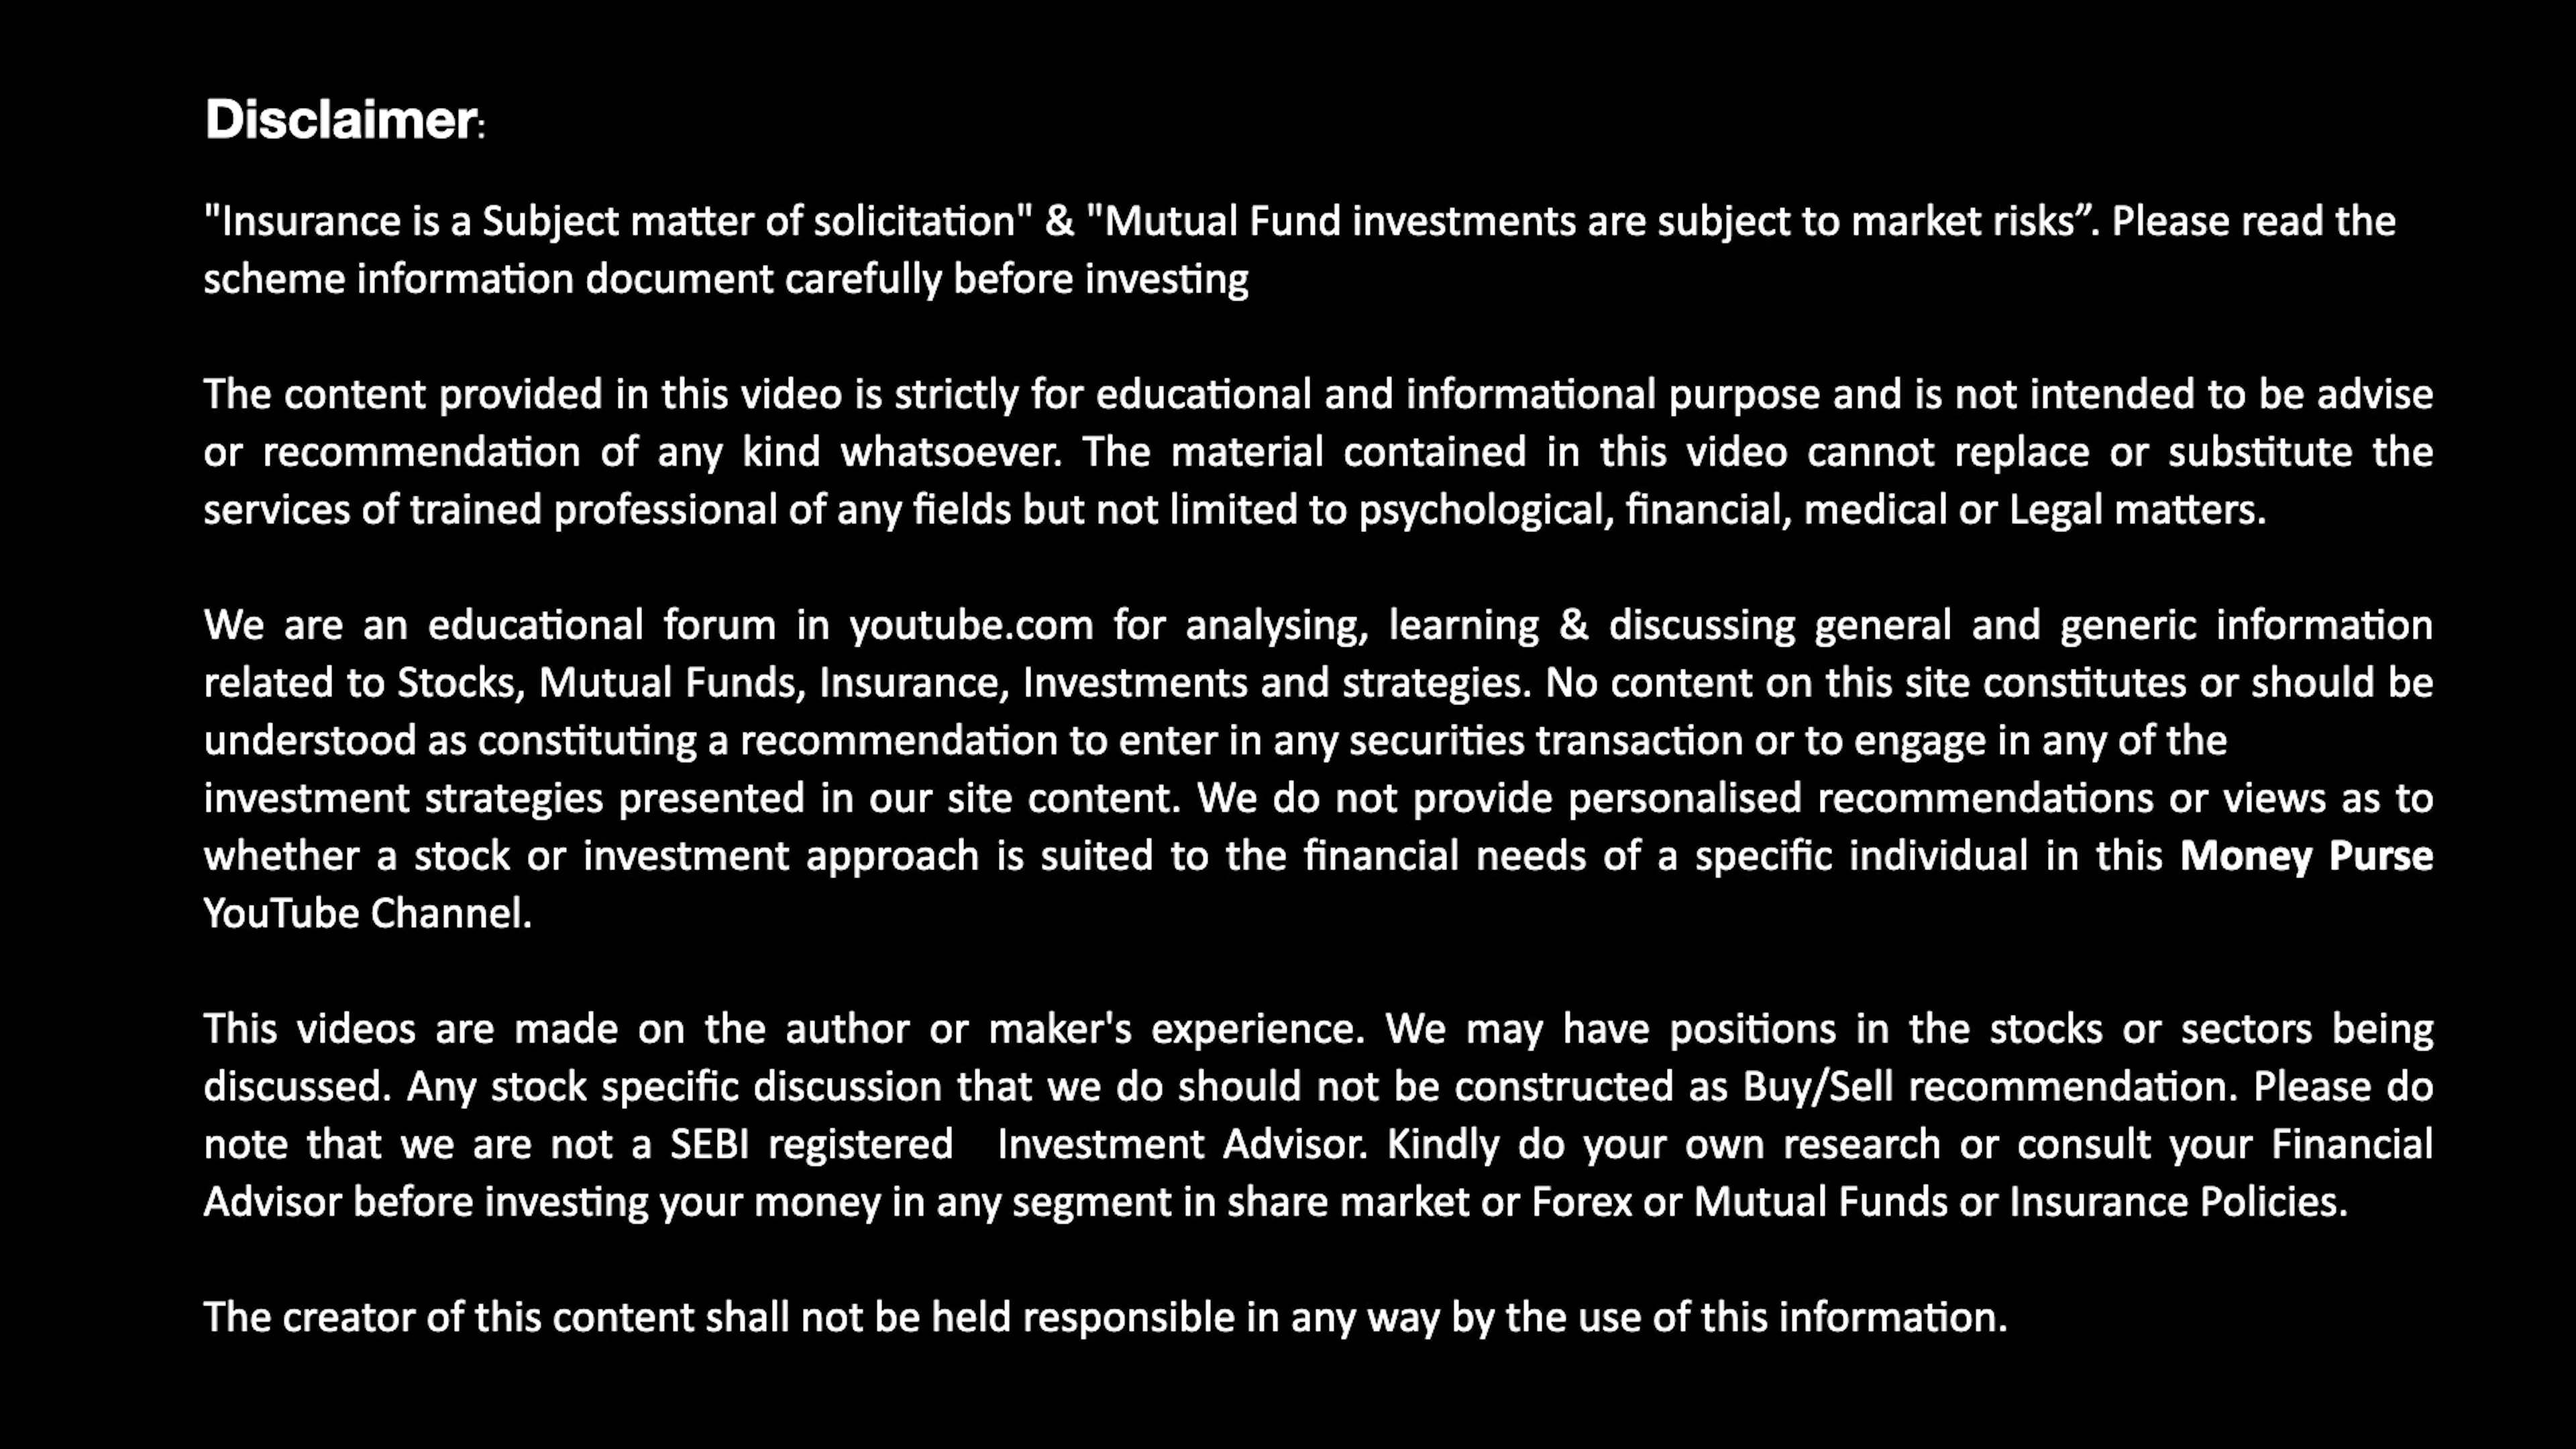 Disclaimer:
"Insurance is a Subject matter of solicitation" & "Mutual Fund investments are subject to market risks”. Please read the
scheme information document carefully before investing
The content provided in this video is strictly for educational and informational purpose and is not intended to be advise
or recommendation of any kind whatsoever. The material contained in this video cannot replace or substitute the
services of trained professional of any fields but not limited to psychological, financial, medical or Legal matters.
We are an educational forum in youtube.com for analysing, learning & discussing general and generic information
related to Stocks, Mutual Funds, Insurance, Investments and strategies. No content on this site constitutes or should be
understood as constituting a recommendation to enter in any securities transaction or to engage in any of the
investment strategies presented in our site content. We do not provide personalised recommendations or views as to
whether a stock or investment approach is suited to the financial needs of a specific individual in this Money Purse
YouTube Channel.
This videos are made on the author or maker's experience. We may have positions in the stocks or sectors being
discussed. Any stock specific discussion that we do should not be constructed as Buy/Sell recommendation. Please do
note that we are not a SEBI registered Investment Advisor. Kindly do your own research or consult your Financial
Advisor before investing your money in any segment in share market or Forex or Mutual Funds or Insurance Policies.
The creator of this content shall not be held responsible in any way by the use of this information.